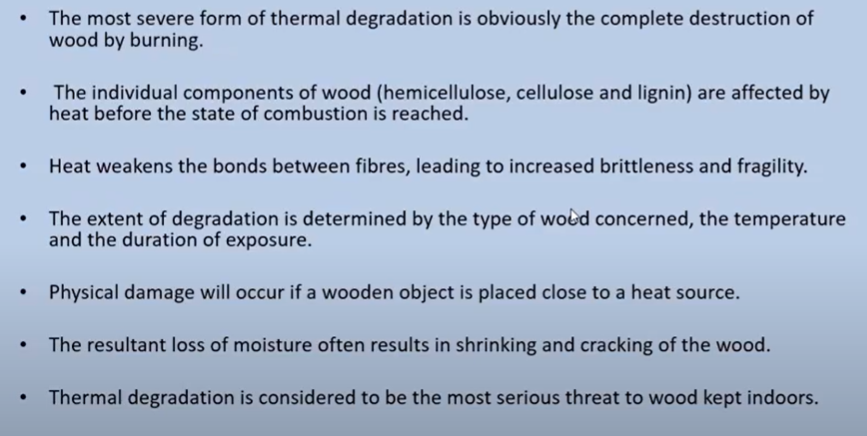 • The most severe form of thermal degradation is obviously the complete destruction of
wood by burning.
• The individual components of wood (hemicellulose, cellulose and lignin) are affected by
heat before the state of combustion is reached.
• Heat weakens the bonds between fibres, leading to increased brittleness and fragility.
• The extent of degradation is determined by the type of wood concerned, the temperature
and the duration of exposure.
• Physical damage will occur if a wooden object is placed close to a heat source.
• The resultant loss of moisture often results in shrinking and cracking of the wood.
• Thermal degradation is considered to be the most serious threat to wood kept indoors.